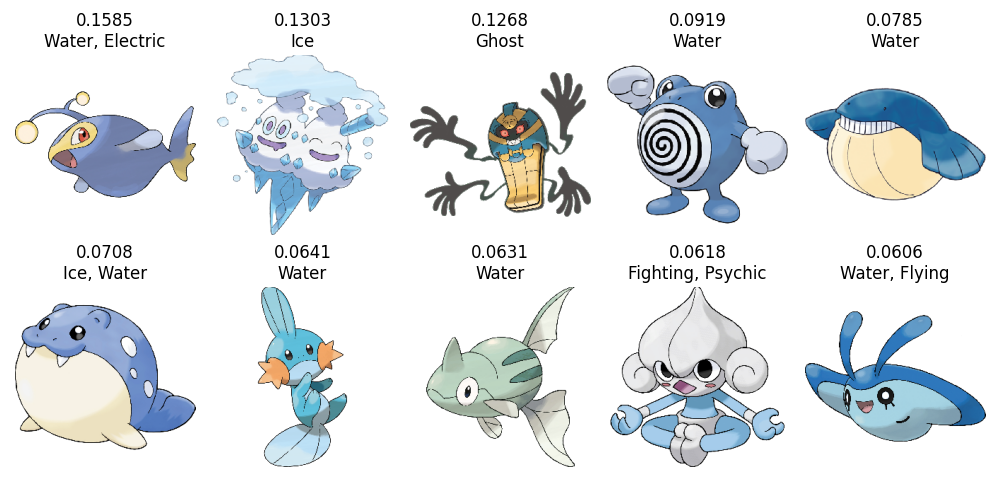 0.1585
Water, Electric
0.1303
Ice
0.1268
Ghost
0.0919
Water
0.0785
Water
0.0708
Ice, Water
0.0641
Water
0.0631
Water
0.0618
Fighting, Psychic
0.0606
Water, Flying